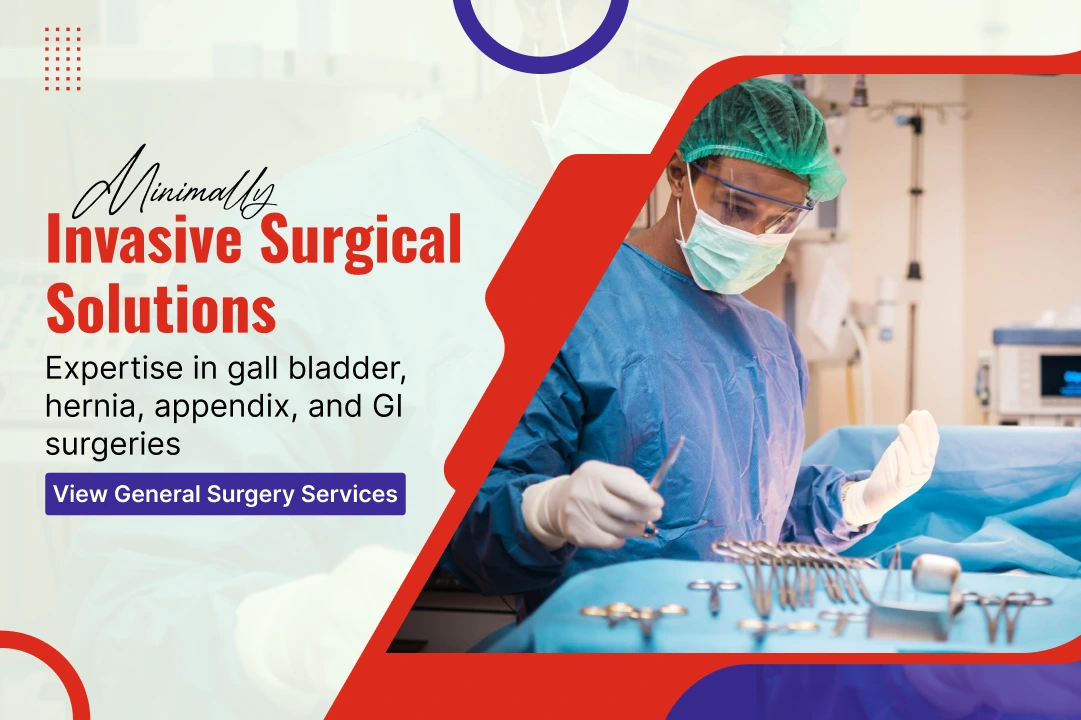 Minimally
Invasive Surgical
Solutions
Expertise in gall bladder,
hernia, appendix, and GI
surgeries
View General Surgery Services